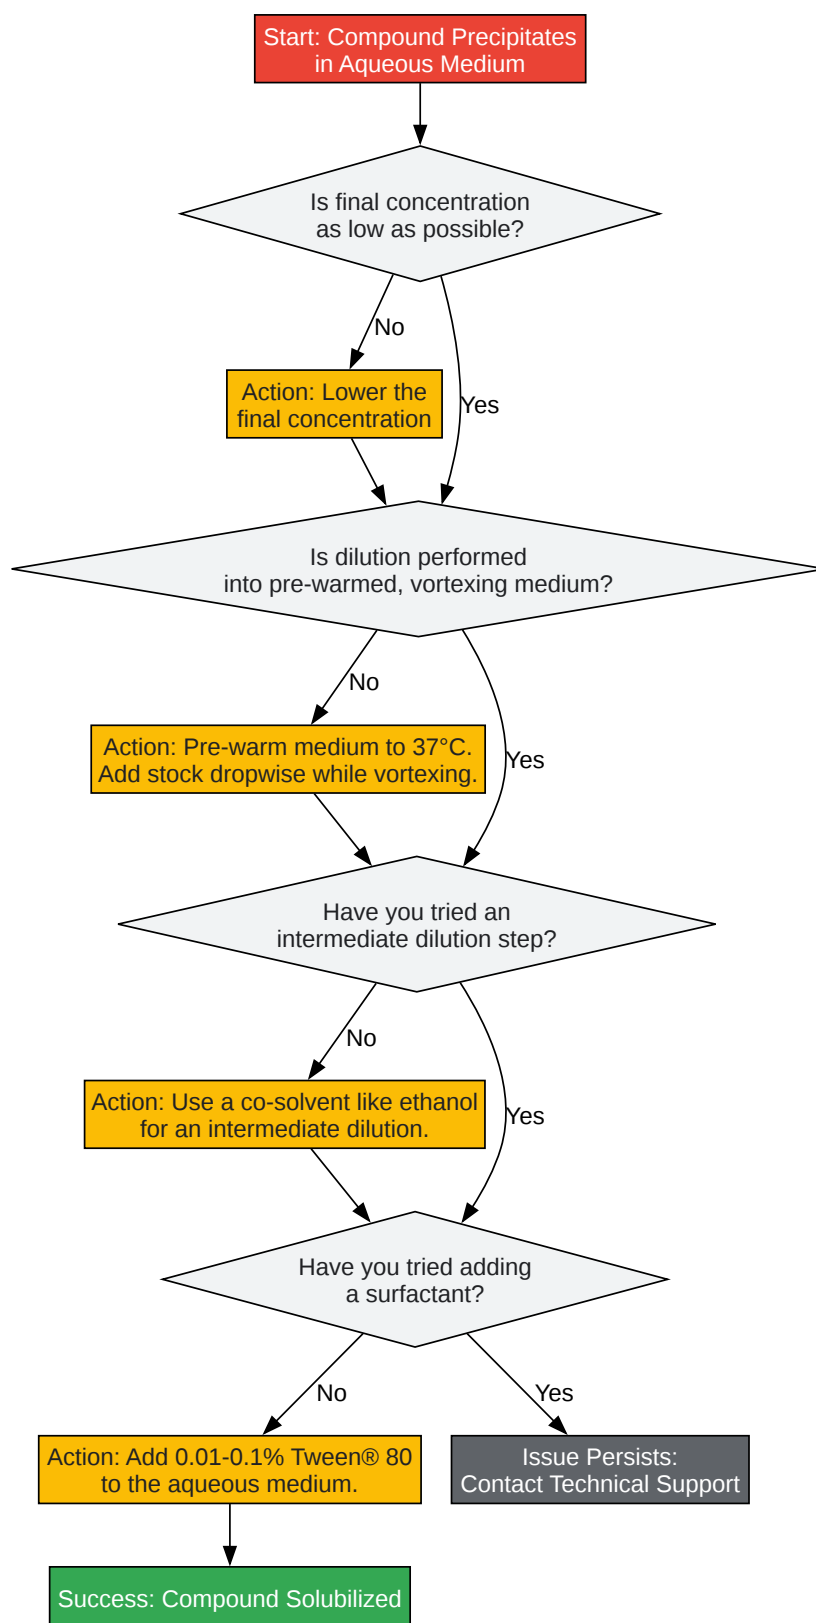 Start: Compound Precipitates
in Aqueous Medium
Is final concentration
as low as possible?
No
Action: Lower the
final concentration
Yes
Is dilution performed
into pre-warmed, vortexing medium?
No
Action: Pre-warm medium to 37°C.
Add stock dropwise while vortexing.
Yes
Have you tried an
intermediate dilution step?
No
Action: Use a co-solvent like ethanol
for an intermediate dilution.
Yes
Have you tried adding
a surfactant?
No
Yes
Action: Add 0.01-0.1% Tween® 80
to the aqueous medium.
Issue Persists:
Contact Technical Support
Success: Compound Solubilized